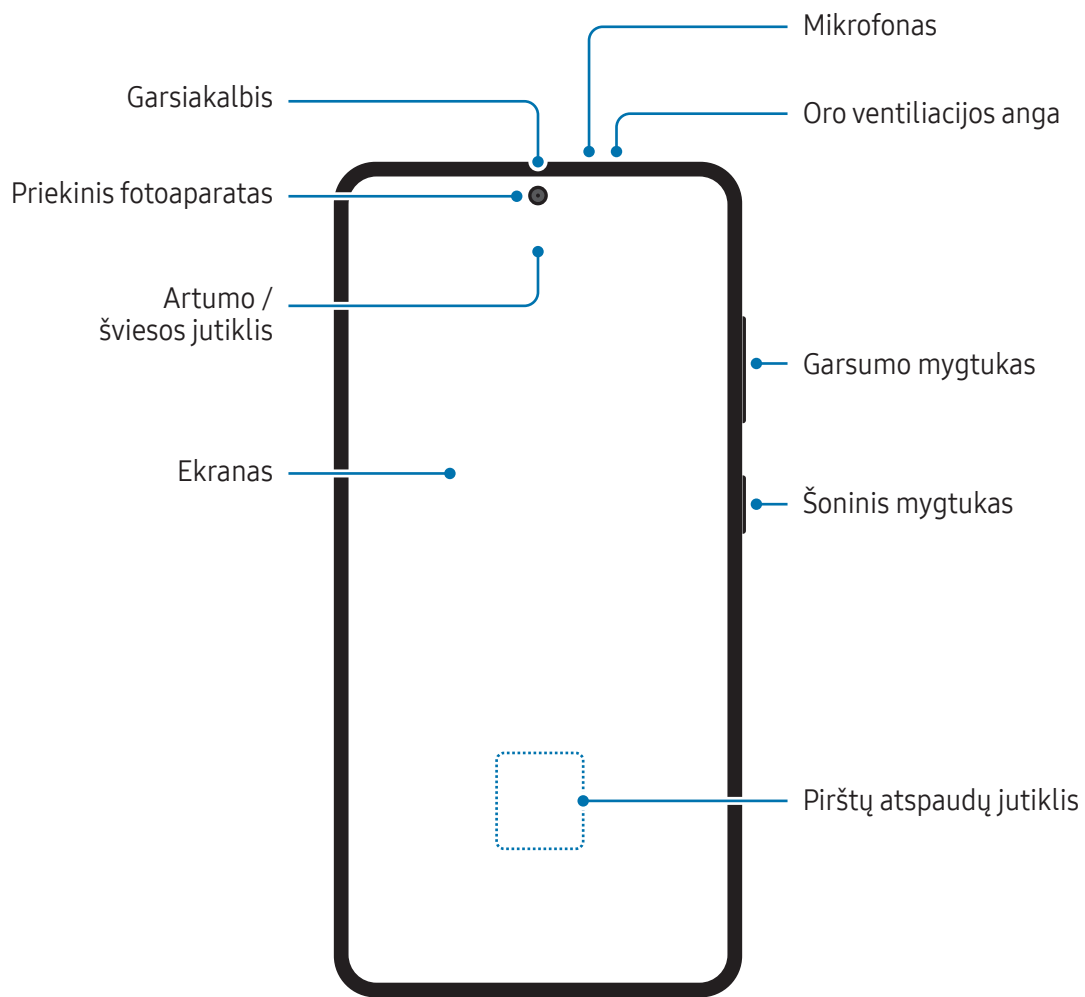 Mikrofonas
Garsiakalbis
Oro ventiliacijos anga
Priekinis fotoaparatas
Artumo /
šviesos jutiklis
Garsumo mygtukas
Ekranas
Šoninis mygtukas
Pirštų atspaudų jutiklis